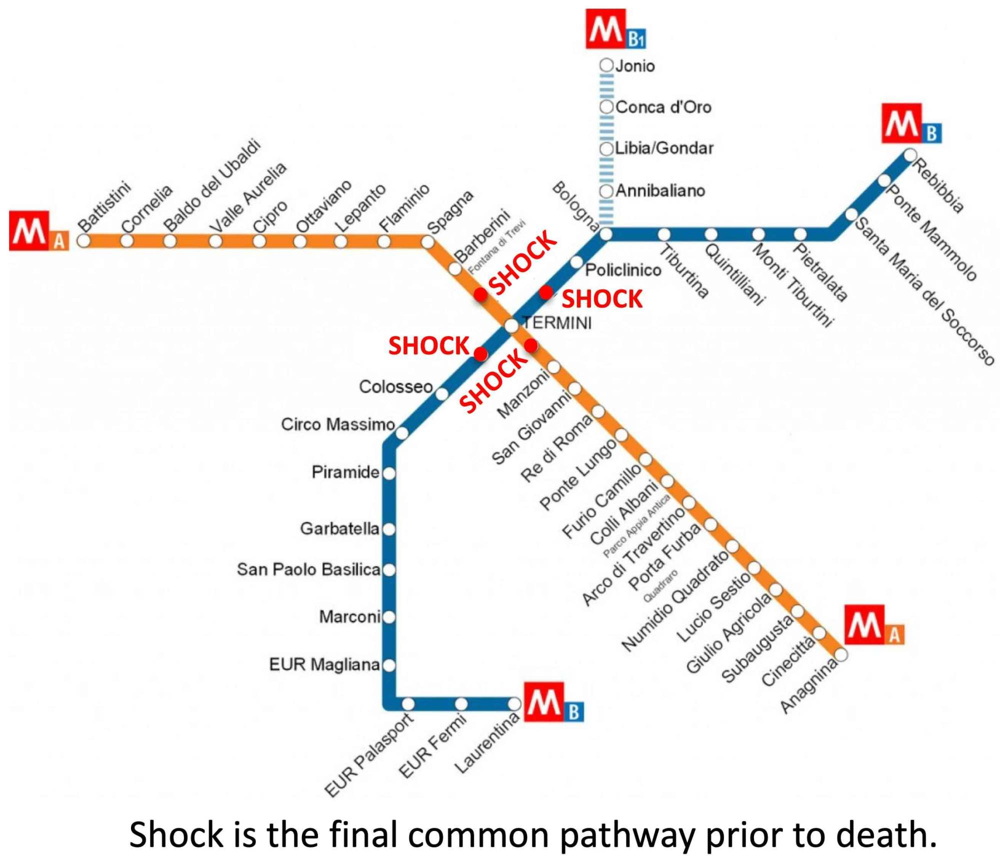 M B1
Jonio
Conca d'Oro
Libia/Gondar
Annibaliano
M B
Rebibbia
Ponte Mammolo
Santa Maria del Soccorso
Pietralata
Monti Tiburtini
Quintilliani
Tiburtina
Bologna
Policlinico
SHOCK
M A
Battistini
Cornelia
Baldo del Ubaldi
Valle Aurelia
Cipro
Ottaviano
Lepanto
Flaminio
Spagna
Barberini
Fontana di Trevi
SHOCK
TERMINI
SHOCK
SHOCK
Colosseo
Circo Massimo
Piramide
Garbatella
San Paolo Basilica
Marconi
EUR Magliana
EUR Palasport
EUR Fermi
Laurentina
M B
Manzoni
San Giovanni
Re di Roma
Ponte Lungo
Furio Camillo
Colli Albani
Parco Appia Antica
Arco di Travertino
Porta Furba
Quadraro
Numidio Quadrato
Lucio Sestio
Giulio Agricola
Subaugusta
Cinecittà
Anagnina
M A
Shock is the final common pathway prior to death.